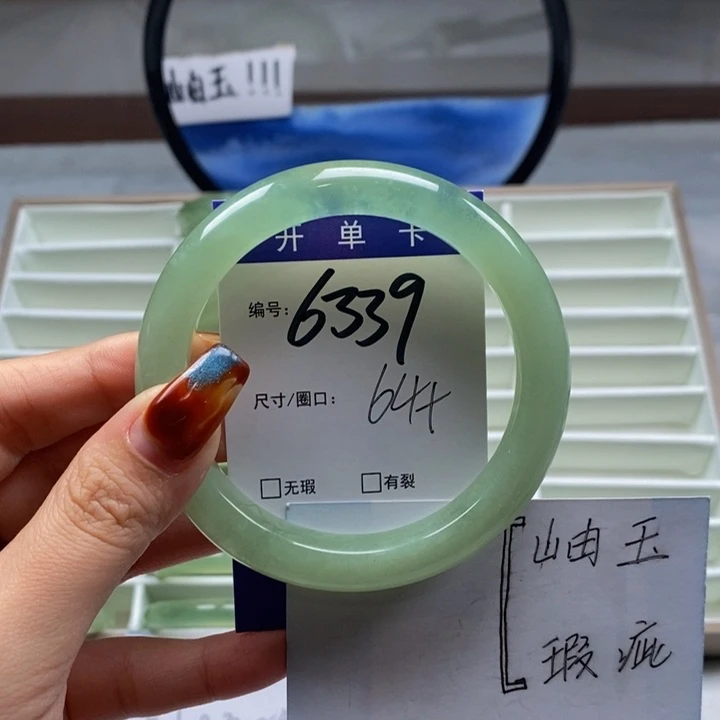 岫玉!!!
开单卡
编号: 6339
尺寸/圈口: 64+
□无瑕 □有裂
岫玉
瑕疵